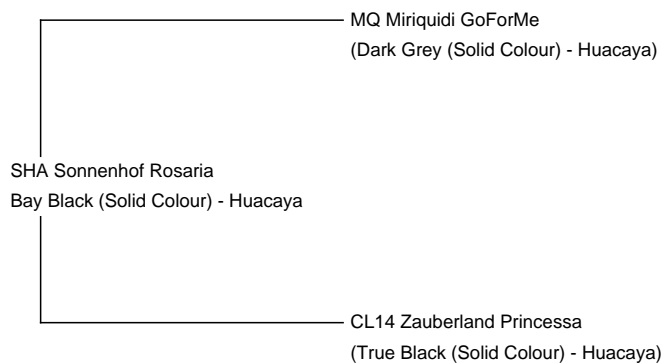 MQ Miriquidi GoForMe
(Dark Grey (Solid Colour) - Huacaya)
SHA Sonnenhof Rosaria
Bay Black (Solid Colour) - Huacaya
CL14 Zauberland Princessa
(True Black (Solid Colour) - Huacaya)